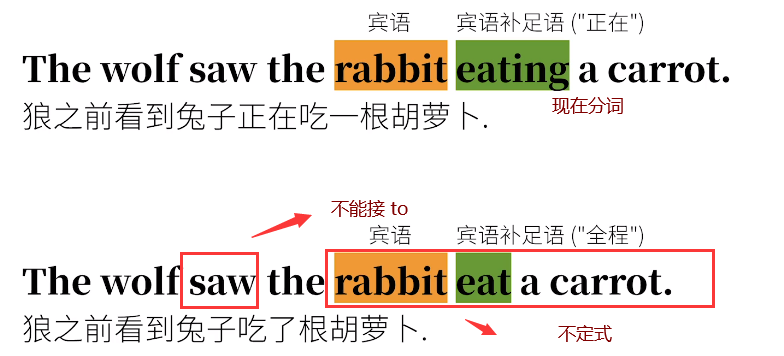 宾语 宾语补足语 ("正在")
The wolf saw the rabbit eating a carrot.
现在分词
狼之前看到兔子正在吃一根胡萝卜.
不能接 to
宾语 宾语补足语 ("全程")
The wolf saw the rabbit eat a carrot.
狼之前看到兔子吃了根胡萝卜.
不定式